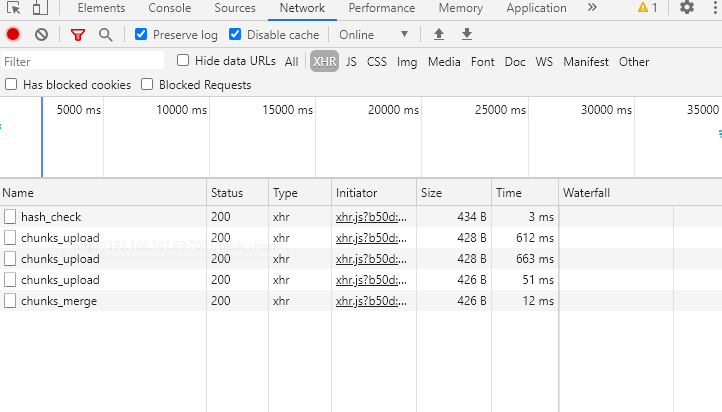 Elements Console Sources Network Performance Memory Application » 1
Preserve log Disable cache Online ▼
Filter Hide data URLs All XHR JS CSS Img Media Font Doc WS Manifest Other
Has blocked cookies Blocked Requests
5000 ms 10000 ms 15000 ms 20000 ms 25000 ms 30000 ms 35000
Name Status Type Initiator Size Time Waterfall
hash_check 200 xhr xhr.js?b50d:... 434 B 3 ms
chunks_upload 200 xhr xhr.js?b50d:... 428 B 612 ms
chunks_upload 200 xhr xhr.js?b50d:... 428 B 663 ms
chunks_upload 200 xhr xhr.js?b50d:... 426 B 51 ms
chunks_merge 200 xhr xhr.js?b50d:... 426 B 12 ms